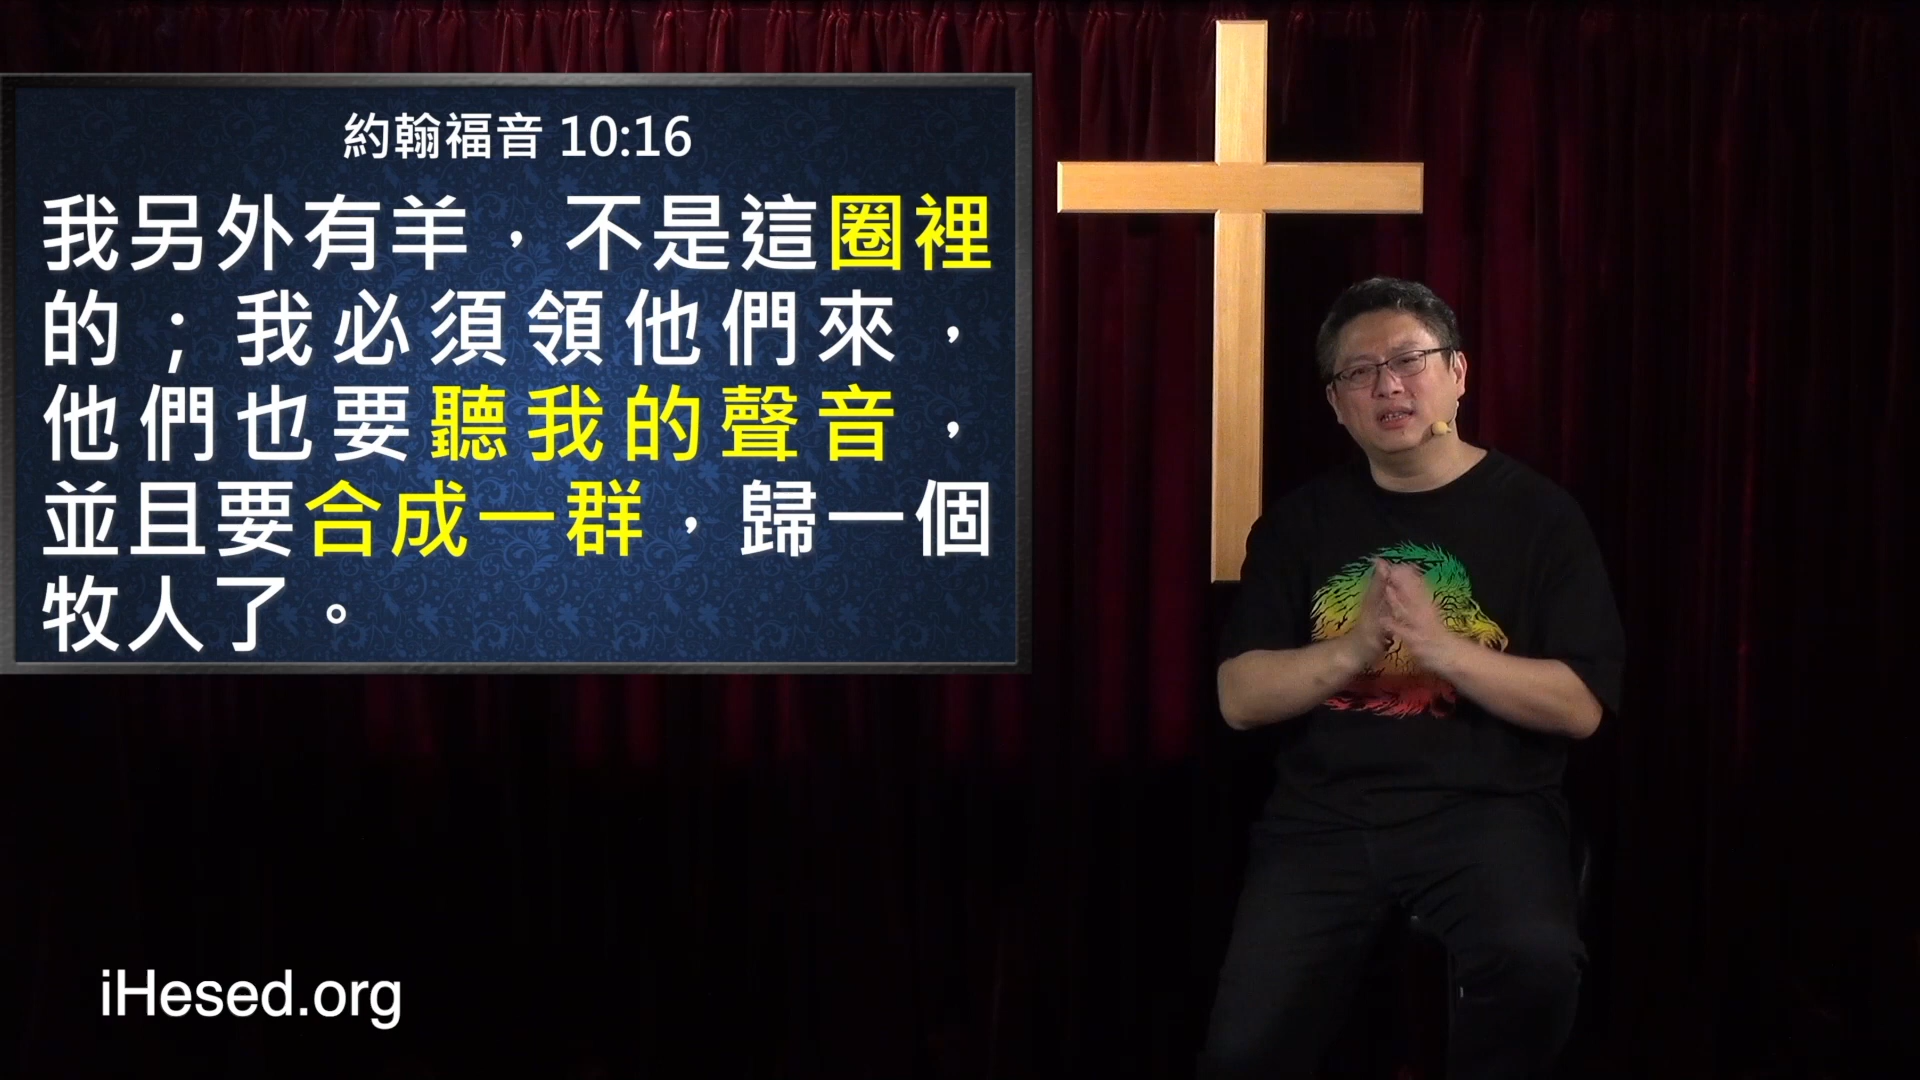 約翰福音 10:16
我另外有羊，不是這圈裡
的；我必須領他們來，
他們也要聽我的聲音，
並且要合成一群，歸一個
牧人了。
iHesed.org